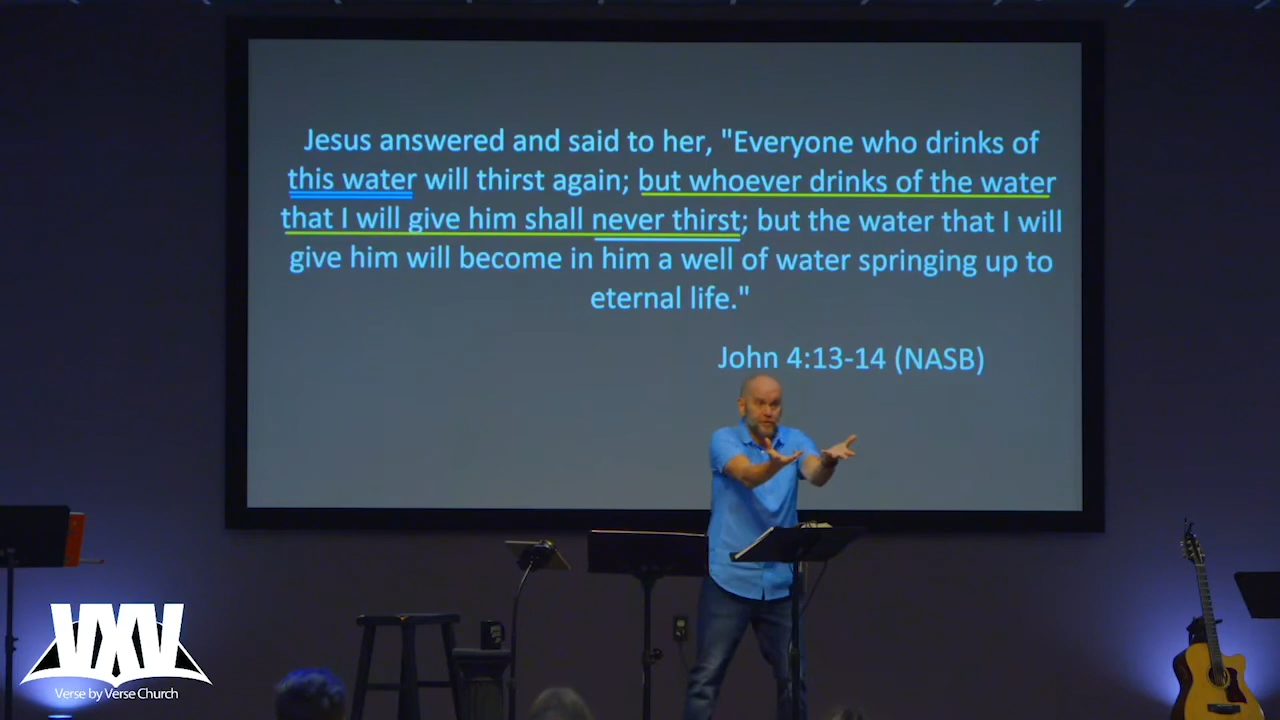 Jesus answered and said to her, "Everyone who drinks of
this water will thirst again; but whoever drinks of the water
that I will give him shall never thirst; but the water that I will
give him will become in him a well of water springing up to
eternal life."
John 4:13-14 (NASB)
VXV
Verse by Verse Church